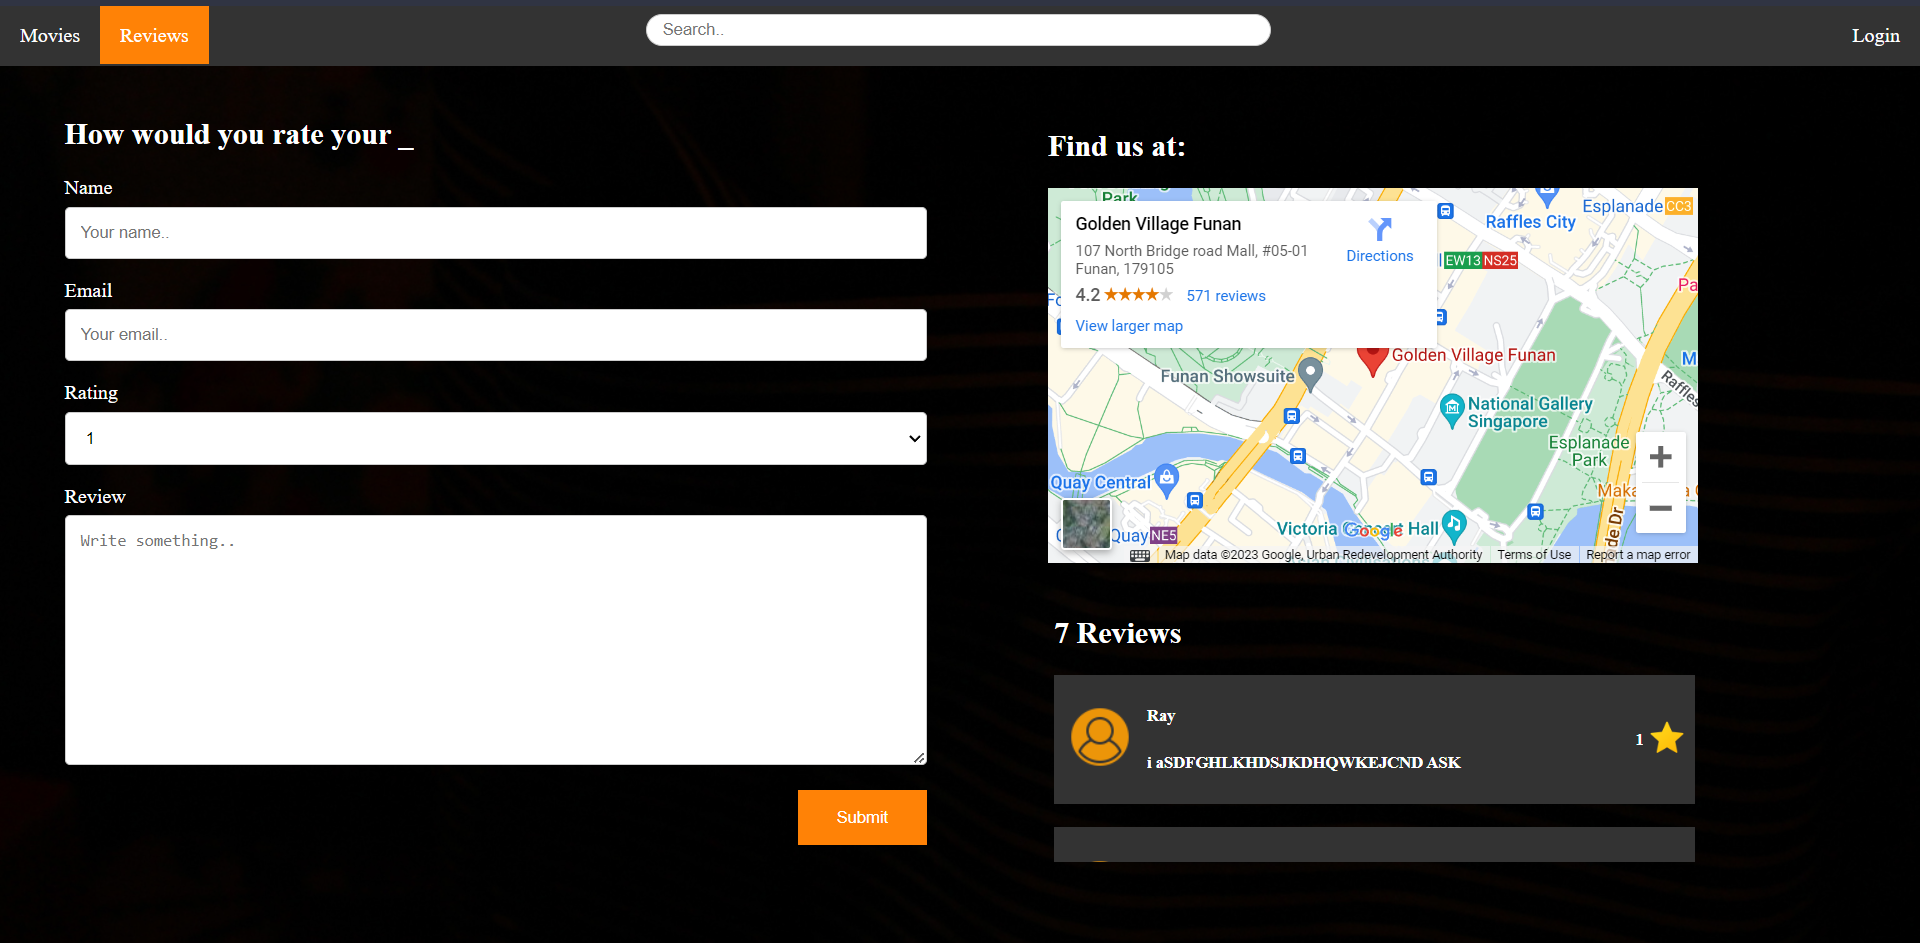 Movies
Reviews
Search..
Login
How would you rate your _
Name
Your name..
Email
Your email..
Rating
1
Review
Write something..
Submit
Find us at:
Park
Golden Village Funan
107 North Bridge road Mall, #05-01
Funan, 179105
4.2
571 reviews
View larger map
Directions
Raffles City
Esplanade CC3
EW13 NS25
Golden Village Funan
Funan Showsuite
National Gallery
Singapore
Esplanade
Park
Raffles
Quay Central
Quay NE5
Victoria
Hall
Google
Map data ©2023 Google, Urban Redevelopment Authority
Terms of Use
Report a map error
7 Reviews
Ray
i aSDFGHLKHDSJKDHQWKEJCND ASK
1